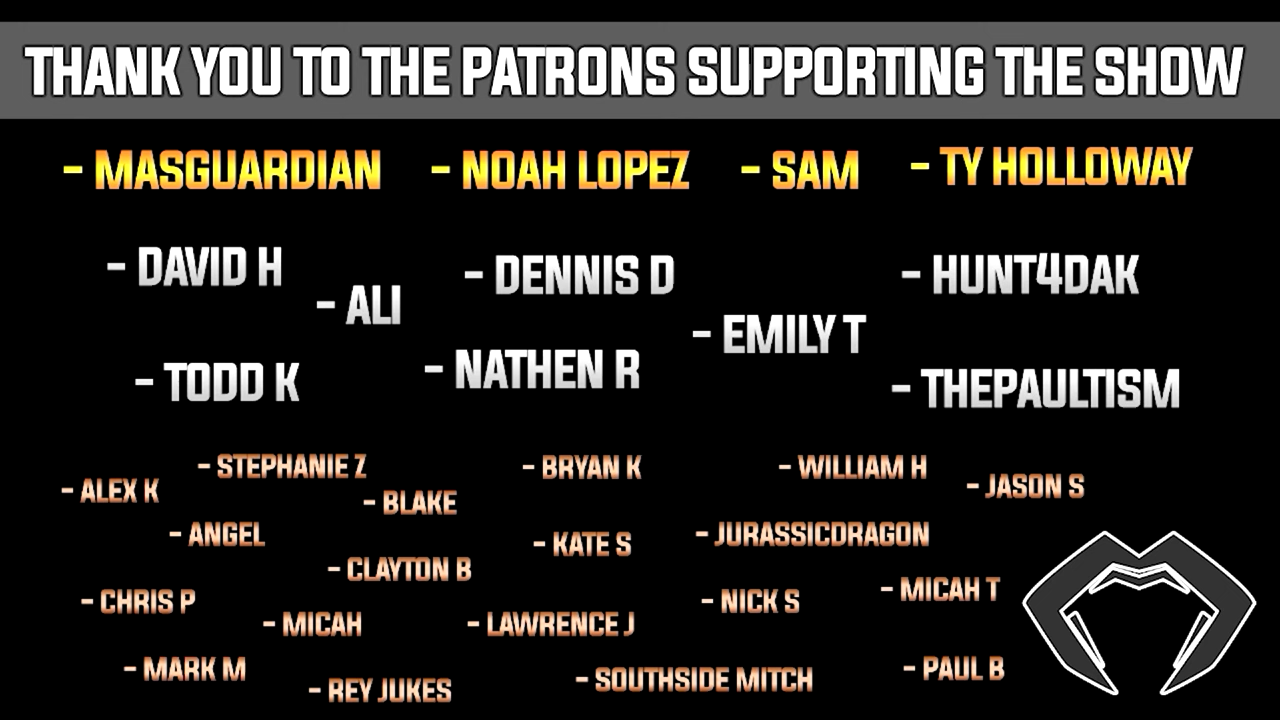 THANK YOU TO THE PATRONS SUPPORTING THE SHOW
- MASGUARDIAN - NOAH LOPEZ - SAM - TY HOLLOWAY
- DAVID H - DENNIS D - HUNT4DAK
- ALI - EMILY T
- TODD K - NATHEN R - THEPAULTISM
- STEPHANIE Z - BRYAN K - WILLIAM H
- ALEX K - BLAKE - JASON S
- ANGEL - KATE S - JURASSICDRAGON
- CLAYTON B - MICAH T
- CHRIS P - NICK S
- MICAH - LAWRENCE J
- MARK M - SOUTHSIDE MITCH - PAUL B
- REY JUKES